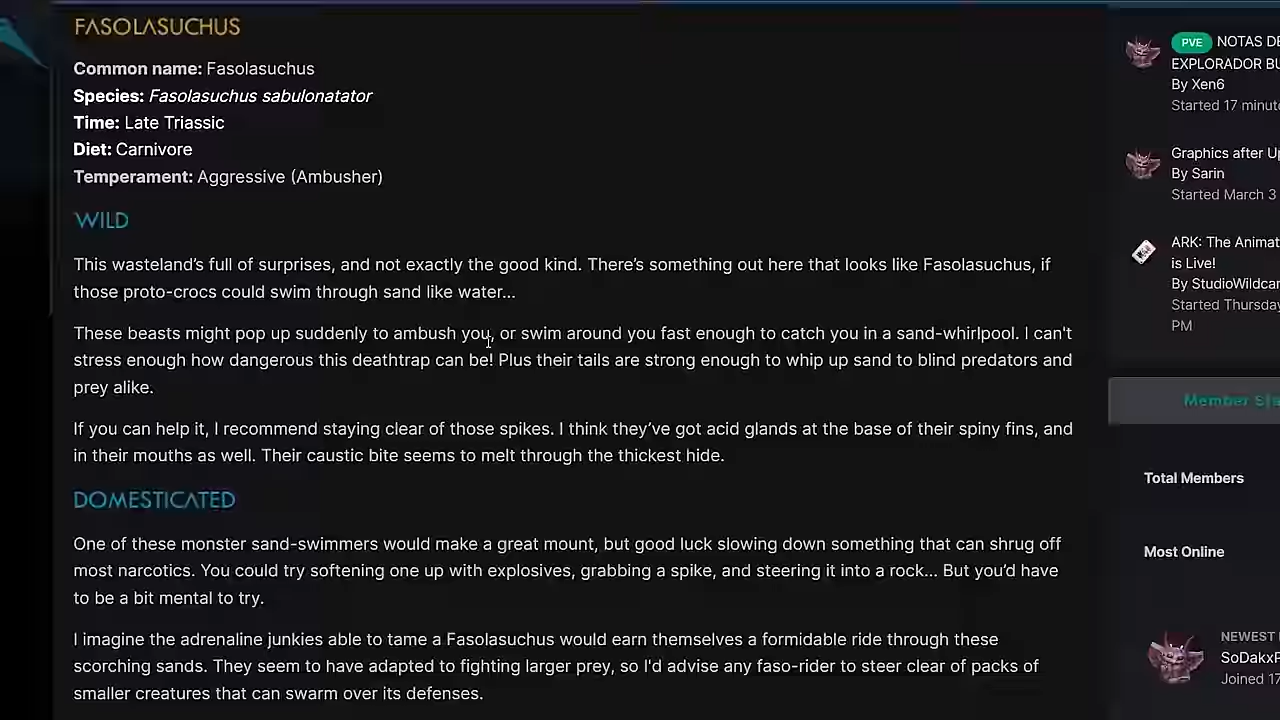 FASOLASUCHUS
Common name: Fasolasuchus
Species: Fasolasuchus sabulonatator
Time: Late Triassic
Diet: Carnivore
Temperament: Aggressive (Ambusher)
WILD
This wasteland's full of surprises, and not exactly the good kind. There's something out here that looks like Fasolasuchus, if
those proto-crocs could swim through sand like water...
These beasts might pop up suddenly to ambush you, or swim around you fast enough to catch you in a sand-whirlpool. I can't
stress enough how dangerous this deathtrap can be! Plus their tails are strong enough to whip up sand to blind predators and
prey alike.
If you can help it, I recommend staying clear of those spikes. I think they've got acid glands at the base of their spiny fins, and
in their mouths as well. Their caustic bite seems to melt through the thickest hide.
DOMESTICATED
One of these monster sand-swimmers would make a great mount, but good luck slowing down something that can shrug off
most narcotics. You could try softening one up with explosives, grabbing a spike, and steering it into a rock... But you'd have
to be a bit mental to try.
I imagine the adrenaline junkies able to tame a Fasolasuchus would earn themselves a formidable ride through these
scorching sands. They seem to have adapted to fighting larger prey, so I'd advise any faso-rider to steer clear of packs of
smaller creatures that can swarm over its defenses.
PVE NOTAS DE
EXPLORADOR BU
By Xen6
Started 17 minute
Graphics after Up
By Sarin
Started March 3
ARK: The Animat
is Live!
By StudioWildcar
Started Thursday
PM
Member Sta
Total Members
Most Online
NEWEST
SoDakxP
Joined 17